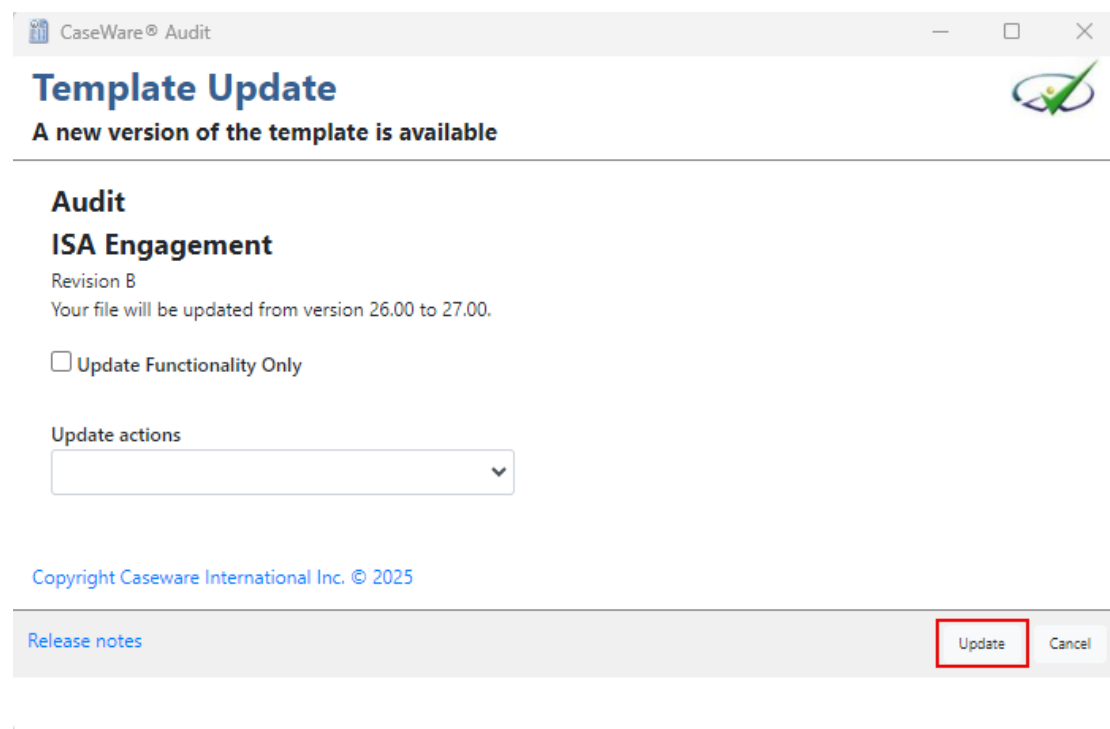 CaseWare® Audit
Template Update
A new version of the template is available
Audit
ISA Engagement
Revision B
Your file will be updated from version 26.00 to 27.00.
Update Functionality Only
Update actions
Copyright Caseware International Inc. © 2025
Release notes
Update
Cancel